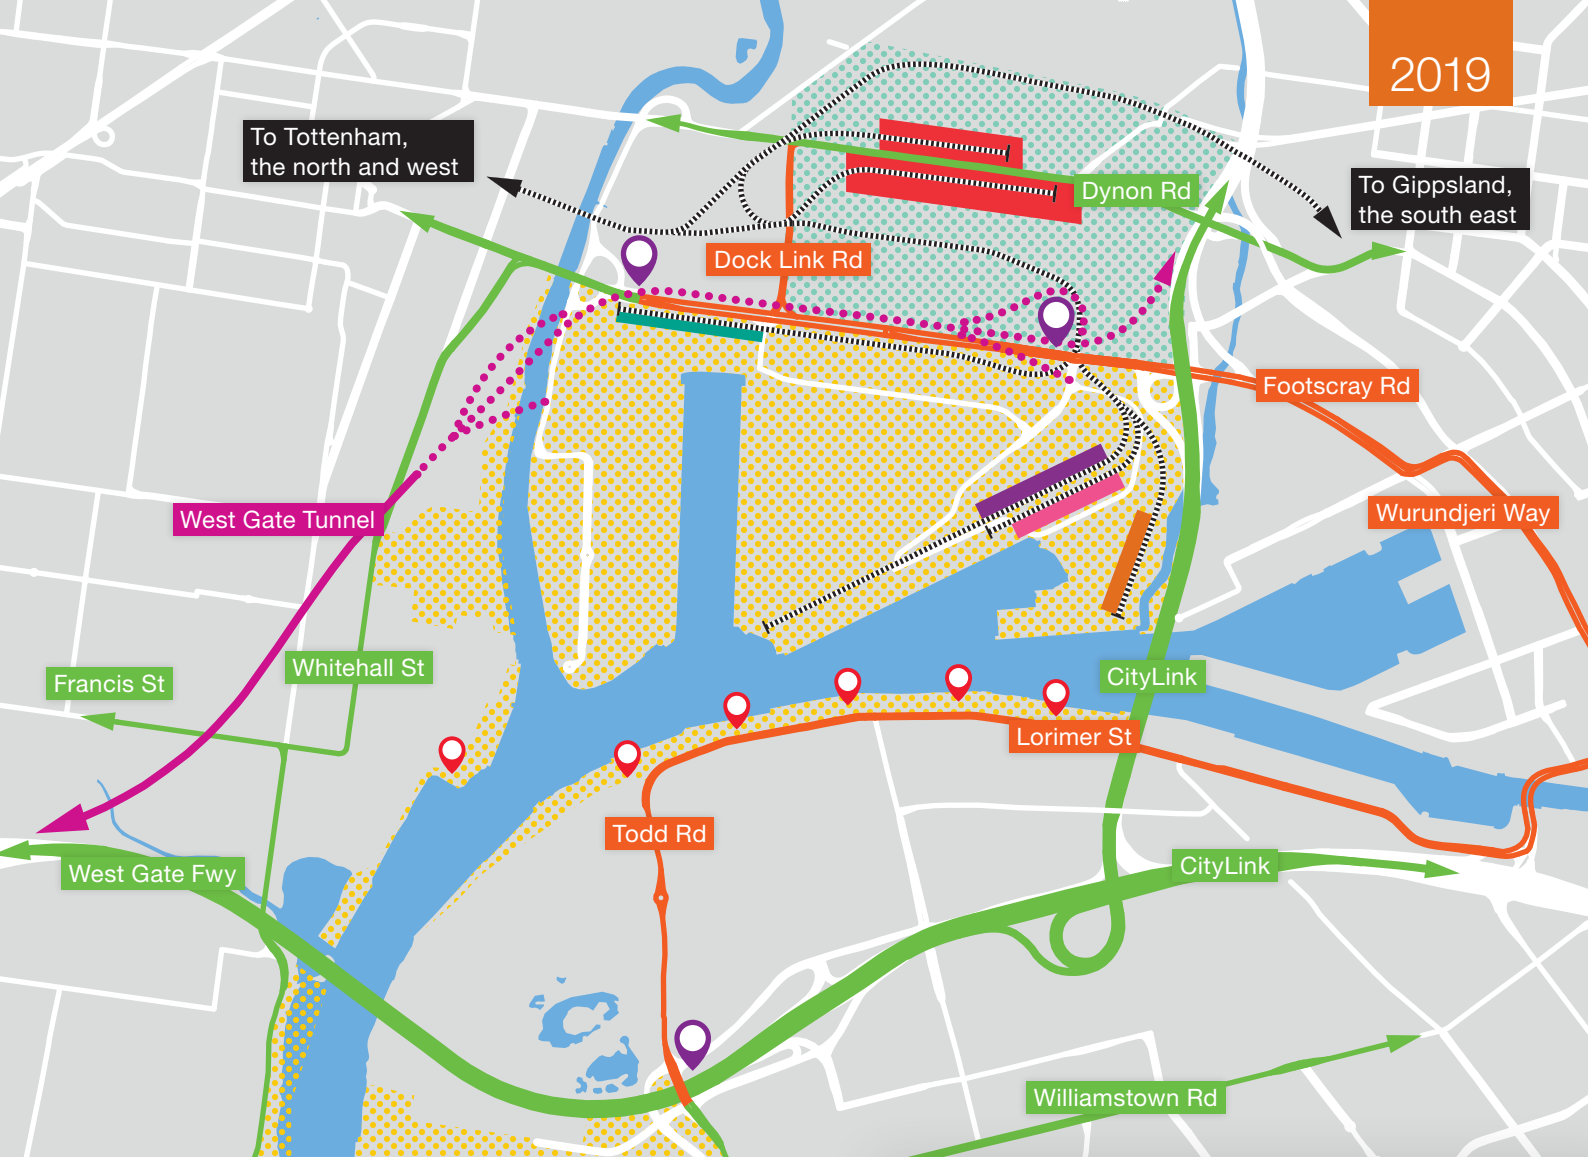 2019
To Tottenham,
the north and west
Dynon Rd
To Gippsland,
the south east
Dock Link Rd
Footscray Rd
West Gate Tunnel
Wurundjeri Way
Whitehall St
Francis St
CityLink
Lorimer St
Todd Rd
West Gate Fwy
CityLink
Williamstown Rd